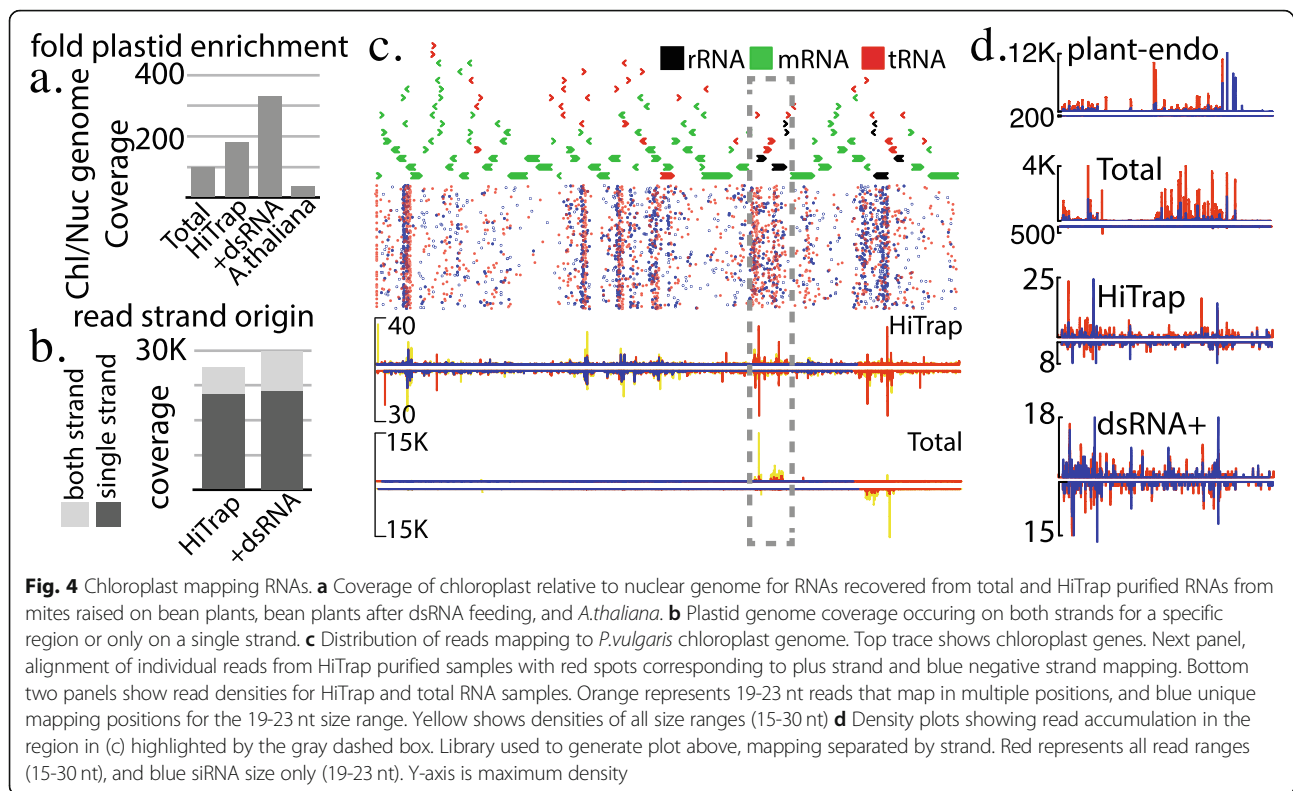 fold plastid enrichment
a.
400
200
Chl/Nuc genome
Coverage
Total
HiTrap
+dsRNA
A.thaliana
read strand origin
b.
30K
coverage
both strand
single strand
HiTrap
+dsRNA
c.
rRNA mRNA tRNA
40
HiTrap
30
15K
Total
15K
d.
12K
plant-endo
200
4K
Total
500
25
HiTrap
8
18
dsRNA+
15
Fig. 4 Chloroplast mapping RNAs. a Coverage of chloroplast relative to nuclear genome for RNAs recovered from total and HiTrap purified RNAs from
mites raised on bean plants, bean plants after dsRNA feeding, and A.thaliana. b Plastid genome coverage occuring on both strands for a specific
region or only on a single strand. c Distribution of reads mapping to P.vulgaris chloroplast genome. Top trace shows chloroplast genes. Next panel,
alignment of individual reads from HiTrap purified samples with red spots corresponding to plus strand and blue negative strand mapping. Bottom
two panels show read densities for HiTrap and total RNA samples. Orange represents 19-23 nt reads that map in multiple positions, and blue unique
mapping positions for the 19-23 nt size range. Yellow shows densities of all size ranges (15-30 nt) d Density plots showing read accumulation in the
region in (c) highlighted by the gray dashed box. Library used to generate plot above, mapping separated by strand. Red represents all read ranges
(15-30 nt), and blue siRNA size only (19-23 nt). Y-axis is maximum density